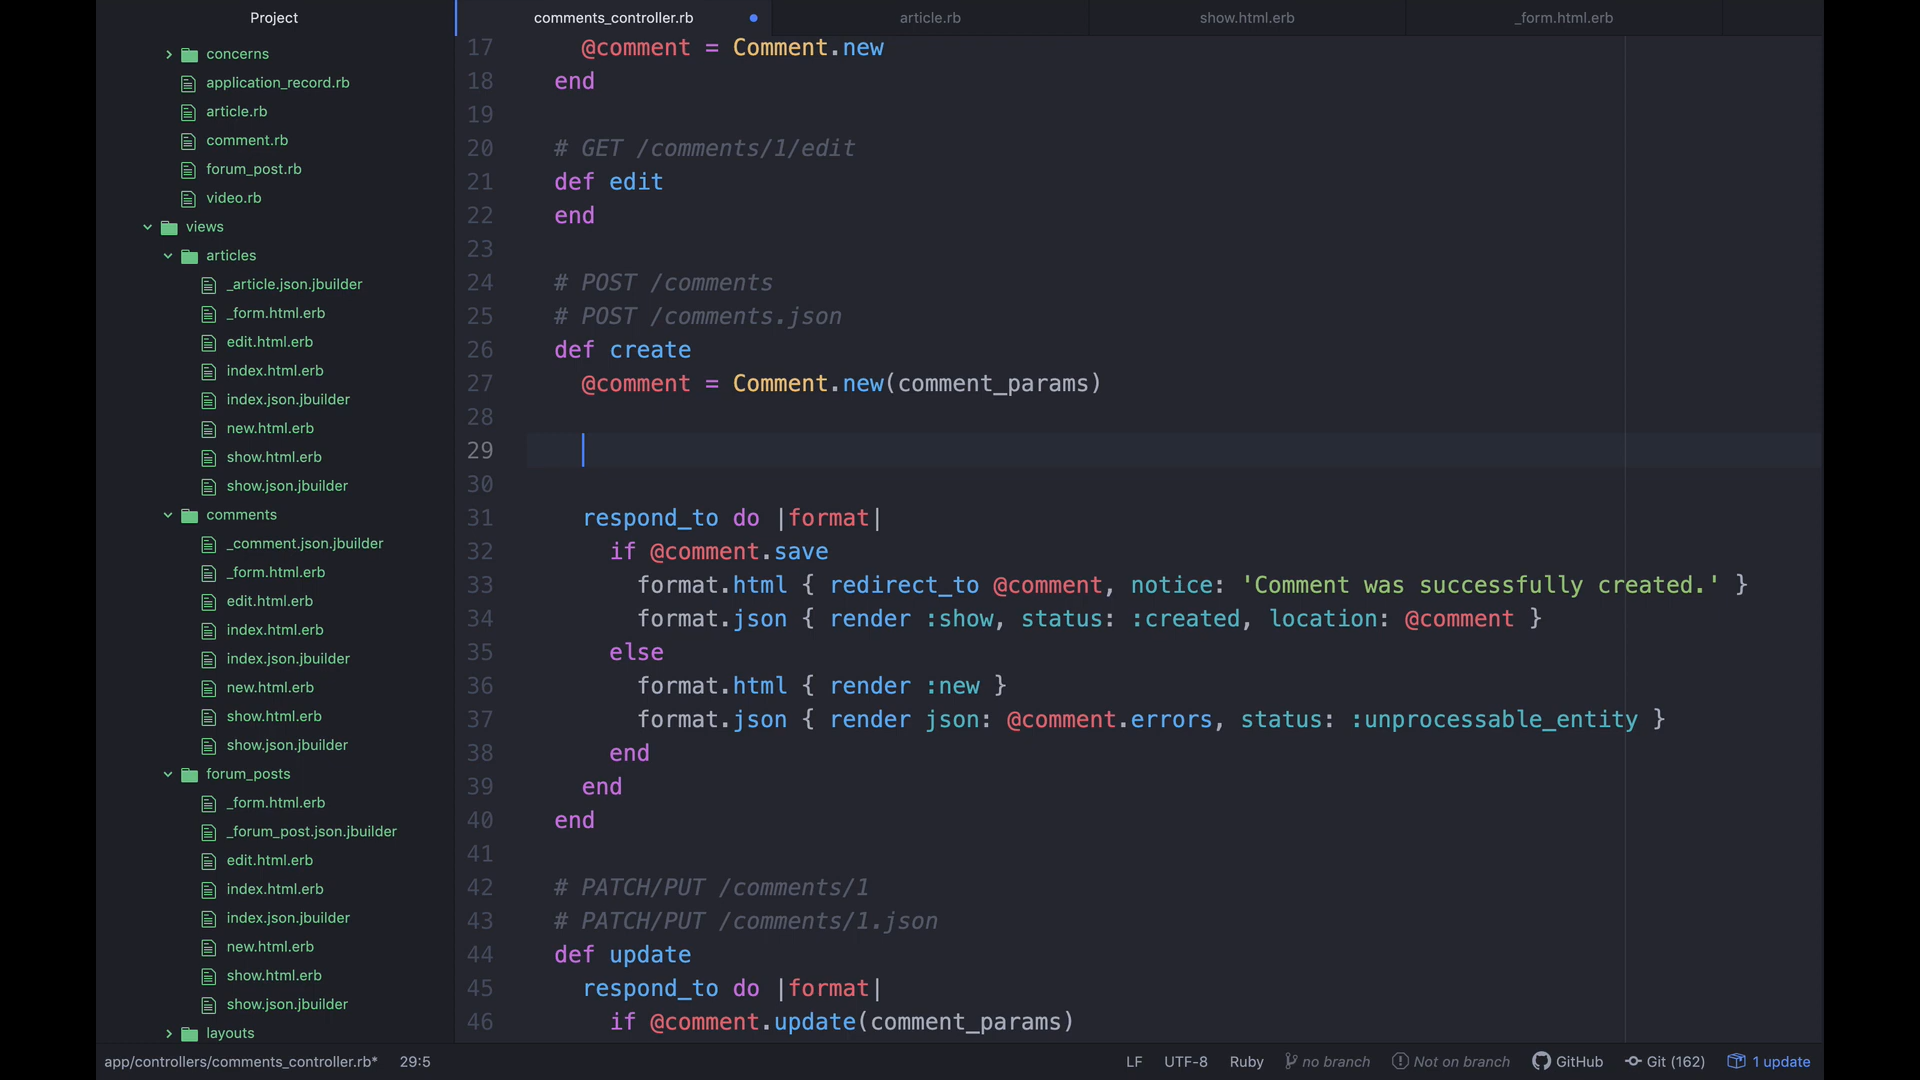 Project
concerns
application_record.rb
article.rb
comment.rb
forum_post.rb
video.rb
views
articles
_article.json.jbuilder
_form.html.erb
edit.html.erb
index.html.erb
index.json.jbuilder
new.html.erb
show.html.erb
show.json.jbuilder
comments
_comment.json.jbuilder
_form.html.erb
edit.html.erb
index.html.erb
index.json.jbuilder
new.html.erb
show.html.erb
show.json.jbuilder
forum_posts
_form.html.erb
_forum_post.json.jbuilder
edit.html.erb
index.html.erb
index.json.jbuilder
new.html.erb
show.html.erb
show.json.jbuilder
layouts
comments_controller.rb article.rb show.html.erb _form.html.erb
17 @comment = Comment.new
18 end
19
20 # GET /comments/1/edit
21 def edit
22 end
23
24 # POST /comments
25 # POST /comments.json
26 def create
27 @comment = Comment.new(comment_params)
28
29
30
31 respond_to do |format|
32 if @comment.save
33 format.html { redirect_to @comment, notice: 'Comment was successfully created.' }
34 format.json { render :show, status: :created, location: @comment }
35 else
36 format.html { render :new }
37 format.json { render json: @comment.errors, status: :unprocessable_entity }
38 end
39 end
40 end
41
42 # PATCH/PUT /comments/1
43 # PATCH/PUT /comments/1.json
44 def update
45 respond_to do |format|
46 if @comment.update(comment_params)
app/controllers/comments_controller.rb* 29:5 LF UTF-8 Ruby no branch Not on branch GitHub Git (162) 1 update